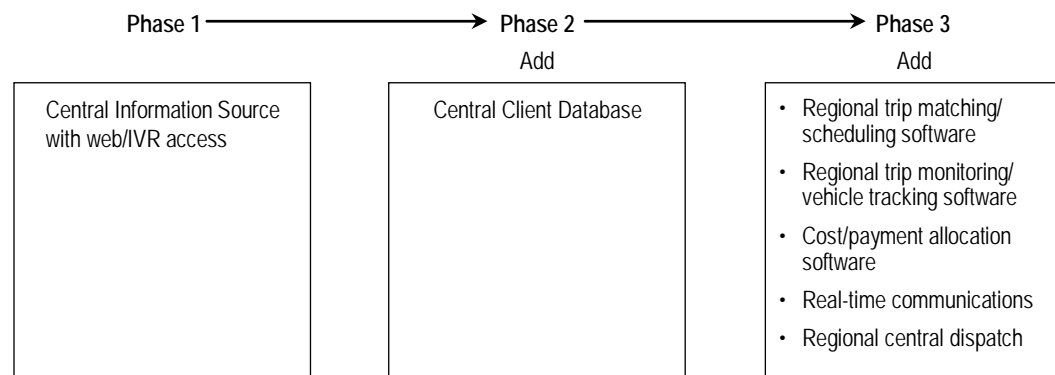 Phase 1
Phase 2
Phase 3
Add
Add
Central Information Source
with web/IVR access
Central Client Database
• Regional trip matching/
scheduling software
• Regional trip monitoring/
vehicle tracking software
• Cost/payment allocation
software
• Real-time communications
• Regional central dispatch